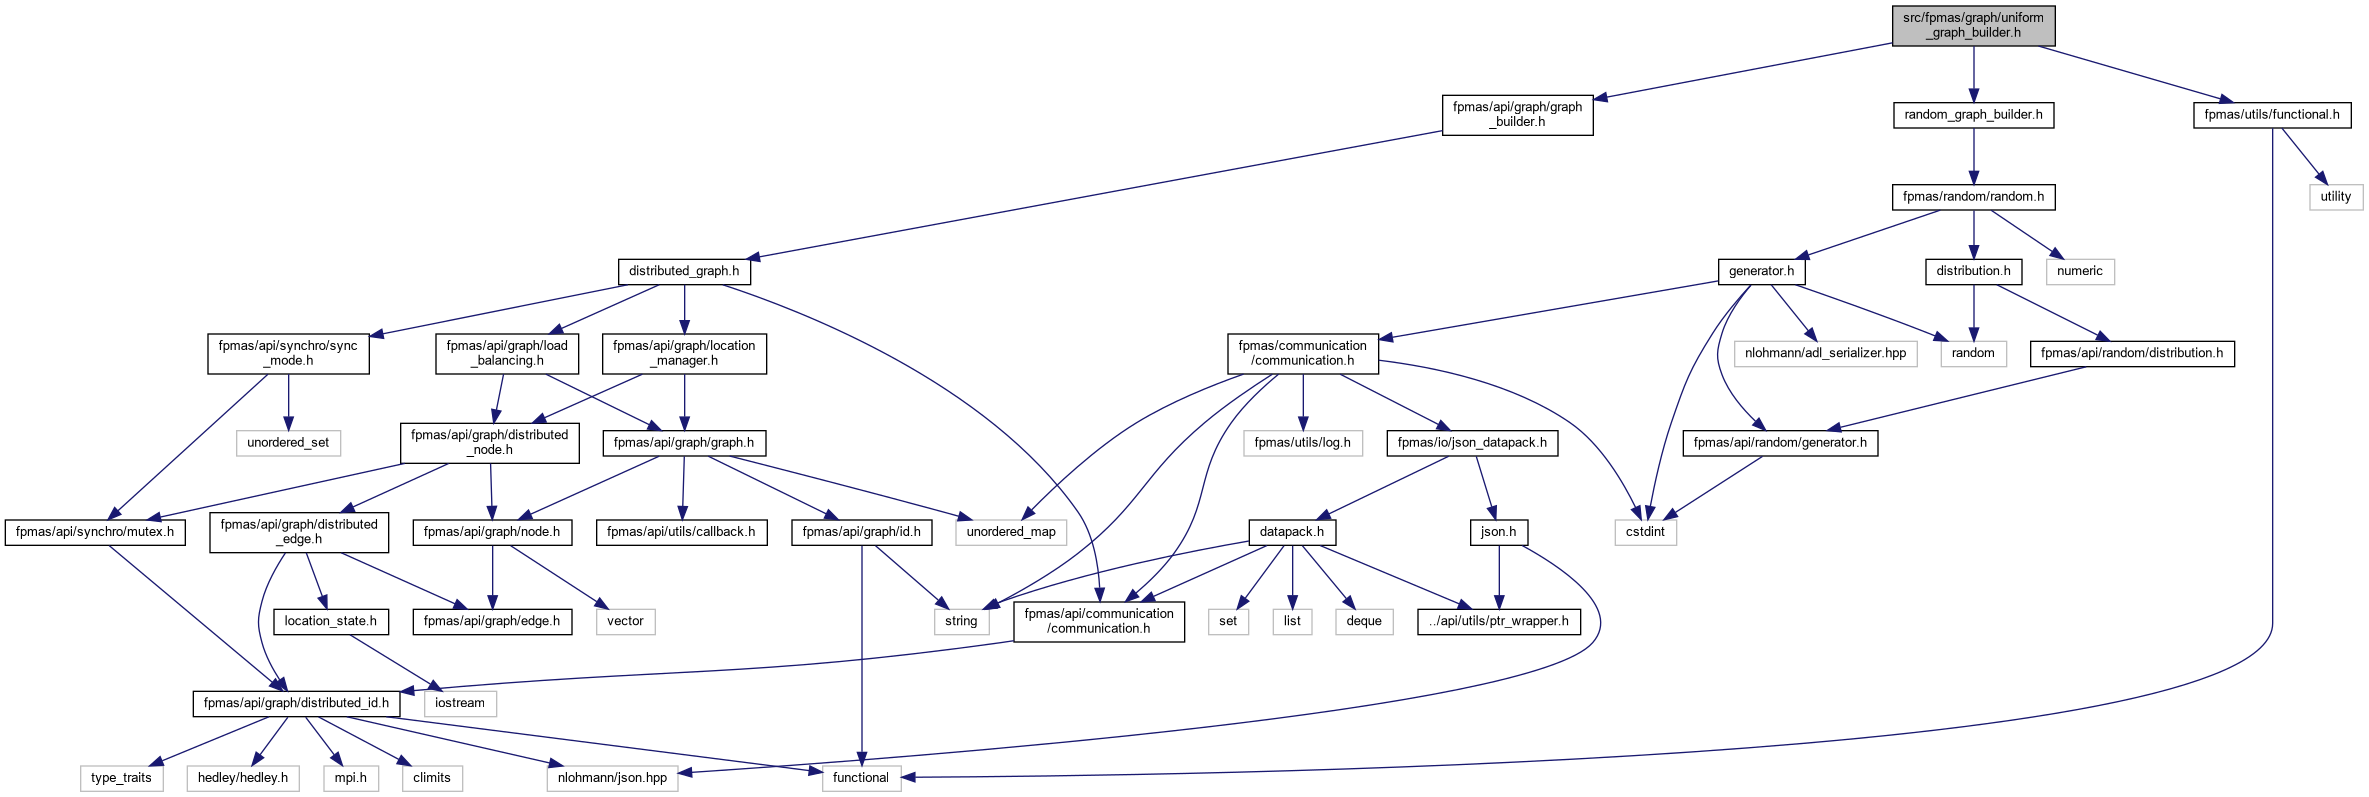 src/fpmas/graph/uniform
_graph_builder.h
fpmas/api/graph/graph
_builder.h
random_graph_builder.h
fpmas/utils/functional.h
fpmas/random/random.h
utility
distributed_graph.h
generator.h
distribution.h
numeric
fpmas/api/synchro/sync
_mode.h
fpmas/api/graph/load
_balancing.h
fpmas/api/graph/location
_manager.h
fpmas/communication
/communication.h
nlohmann/adl_serializer.hpp
random
fpmas/api/random/distribution.h
unordered_set
fpmas/api/graph/distributed
_node.h
fpmas/api/graph/graph.h
fpmas/utils/log.h
fpmas/io/json_datapack.h
fpmas/api/random/generator.h
fpmas/api/synchro/mutex.h
fpmas/api/graph/distributed
_edge.h
fpmas/api/graph/node.h
fpmas/api/utils/callback.h
fpmas/api/graph/id.h
unordered_map
datapack.h
json.h
cstdint
location_state.h
fpmas/api/graph/edge.h
vector
string
fpmas/api/communication
/communication.h
set
list
deque
../api/utils/ptr_wrapper.h
fpmas/api/graph/distributed_id.h
iostream
type_traits
hedley/hedley.h
mpi.h
climits
nlohmann/json.hpp
functional